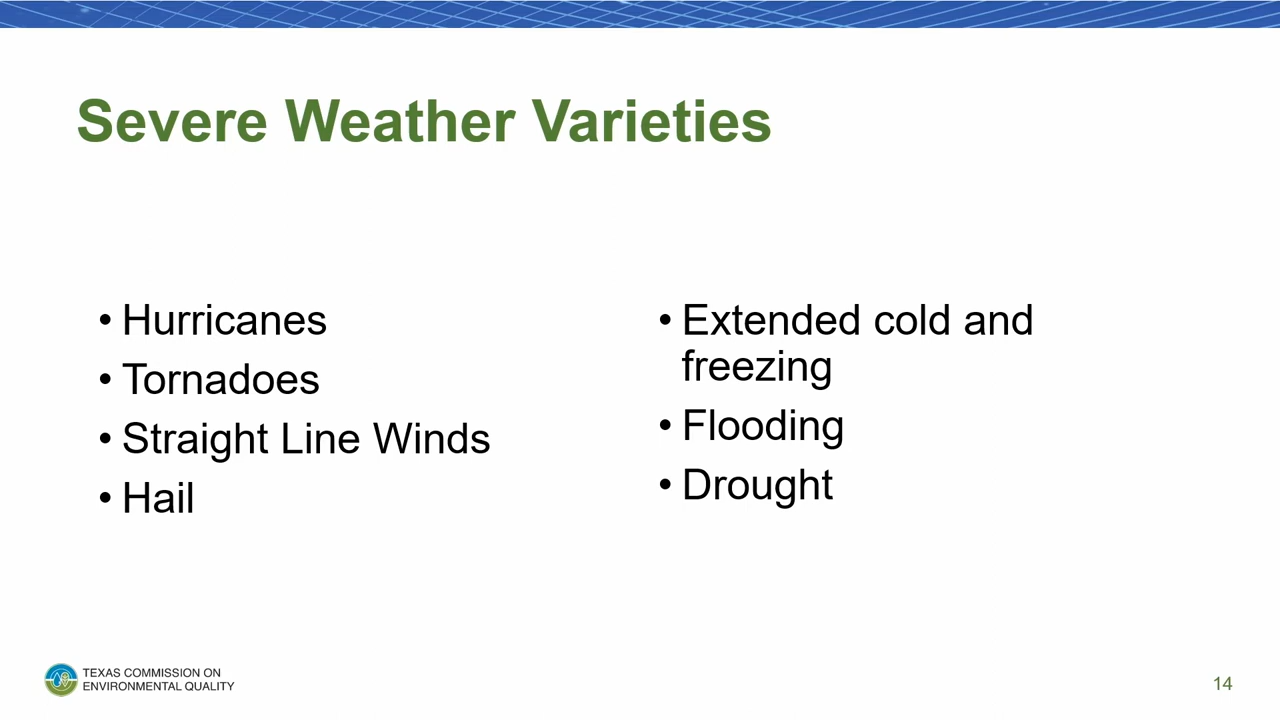 Severe Weather Varieties
• Hurricanes
• Tornadoes
• Straight Line Winds
• Hail
• Extended cold and
freezing
• Flooding
• Drought
TEXAS COMMISSION ON
ENVIRONMENTAL QUALITY
14